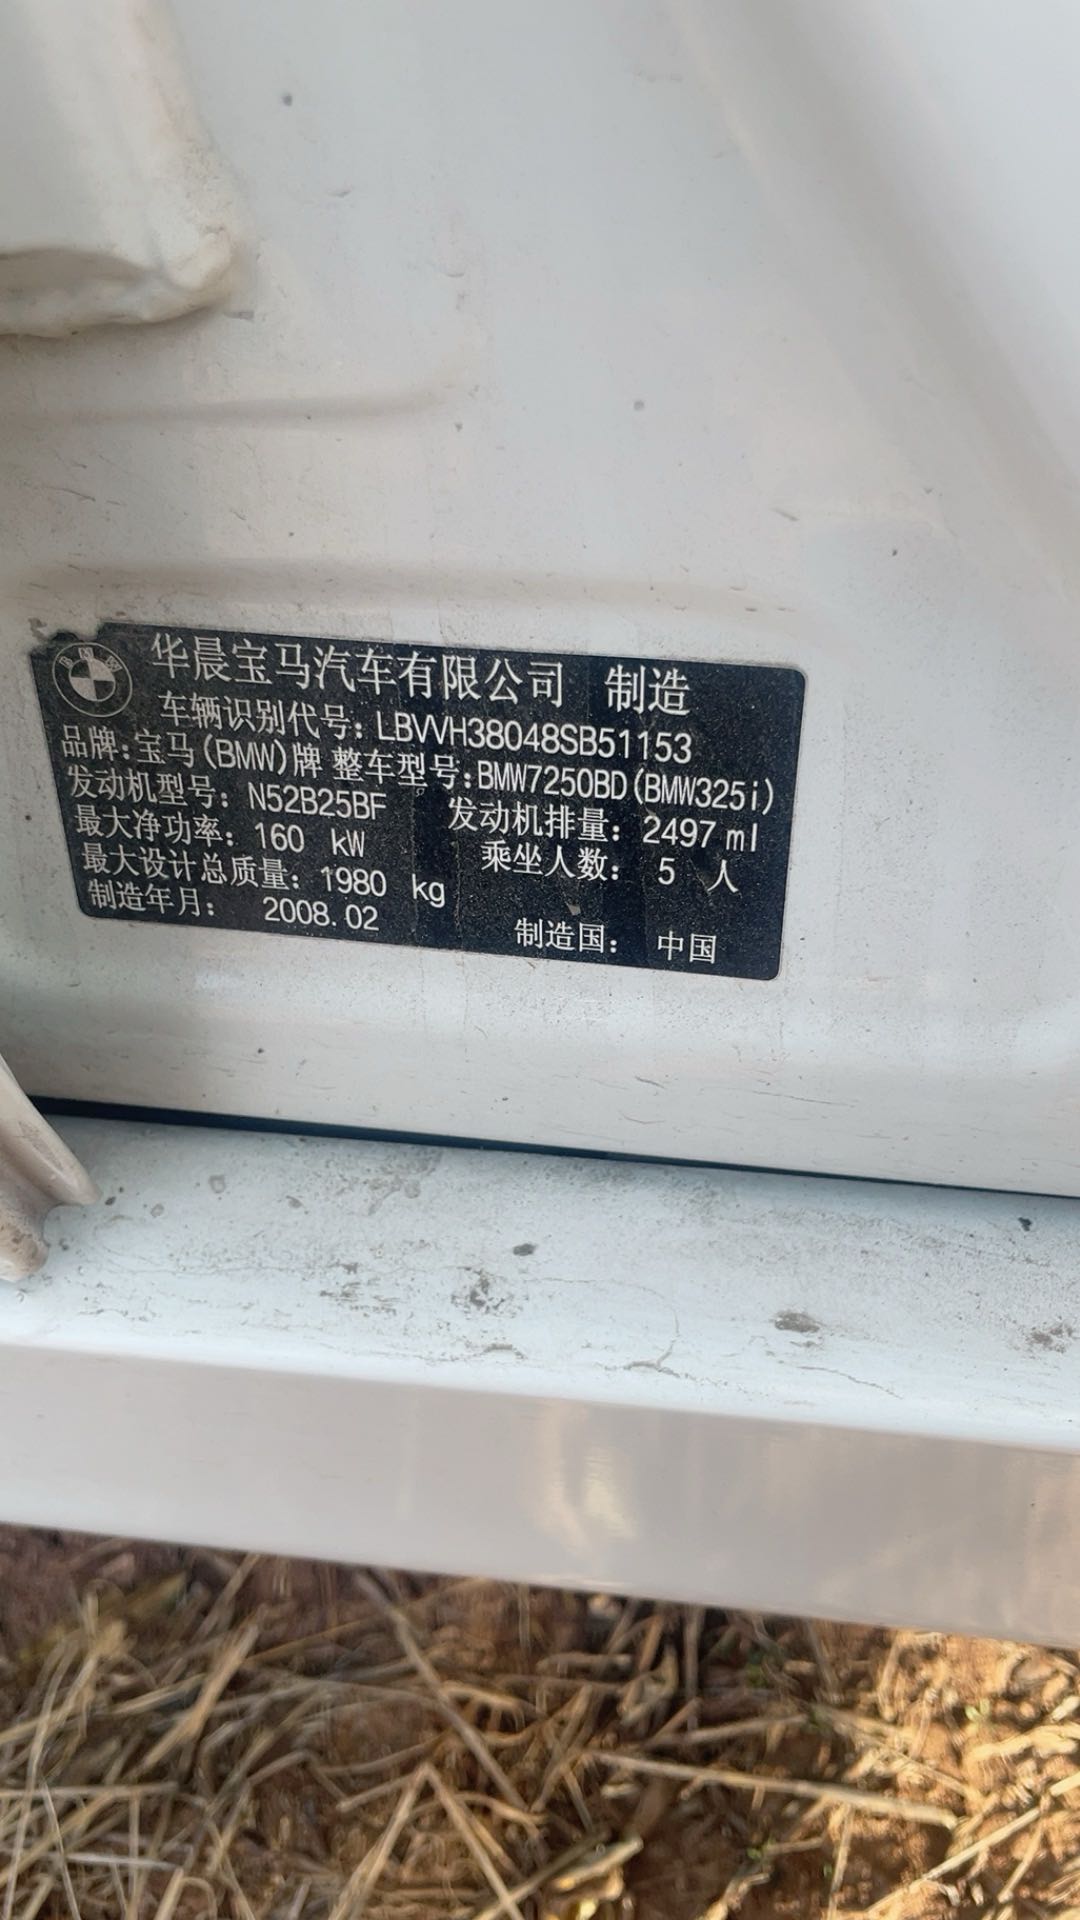 华晨宝马汽车有限公司 制造
车辆识别代号：LBVVH38048SB51153
品牌：宝马(BMW)牌 整车型号：BMW7250BD(BMW325i)
发动机型号：N52B25BF 发动机排量：2497 ml
最大净功率：160 kW 乘坐人数：5 人
最大设计总质量：1980 kg
制造年月：2008.02 制造国：中国